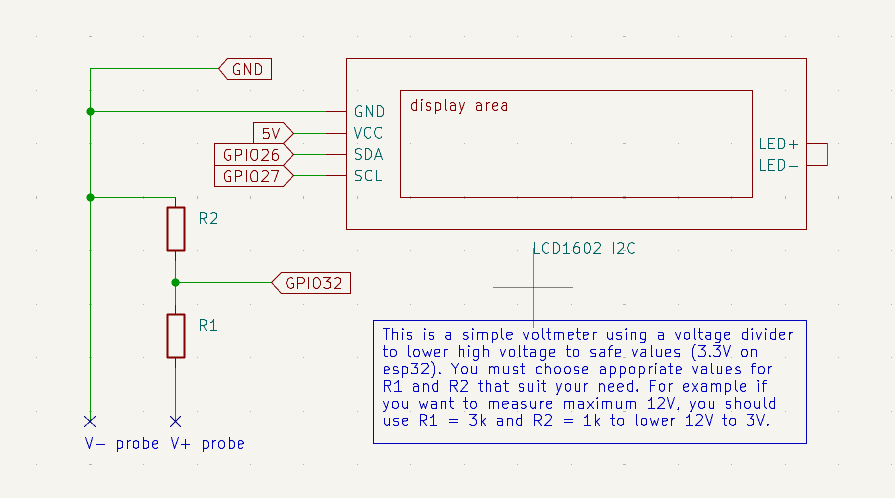 GND
GND
display area
5V
VCC
GPIO26
SDA
GPIO27
SCL
LED+
LED-
R2
LCD1602 I2C
GPIO32
R1
This is a simple voltmeter using a voltage divider
to lower high voltage to safe values (3.3V on
esp32). You must choose appopriate values for
R1 and R2 that suit your need. For example if
you want to measure maximum 12V, you should
use R1 = 3k and R2 = 1k to lower 12V to 3V.
V- probe
V+ probe